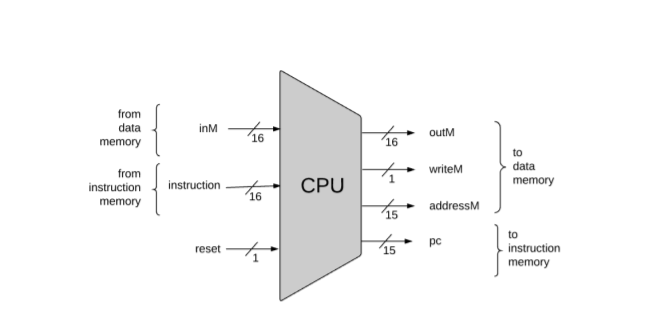 from
data
memory
inM
16
from
instruction
memory
instruction
16
reset
1
CPU
16
outM
1
writeM
15
addressM
15
pc
to
data
memory
to
instruction
memory